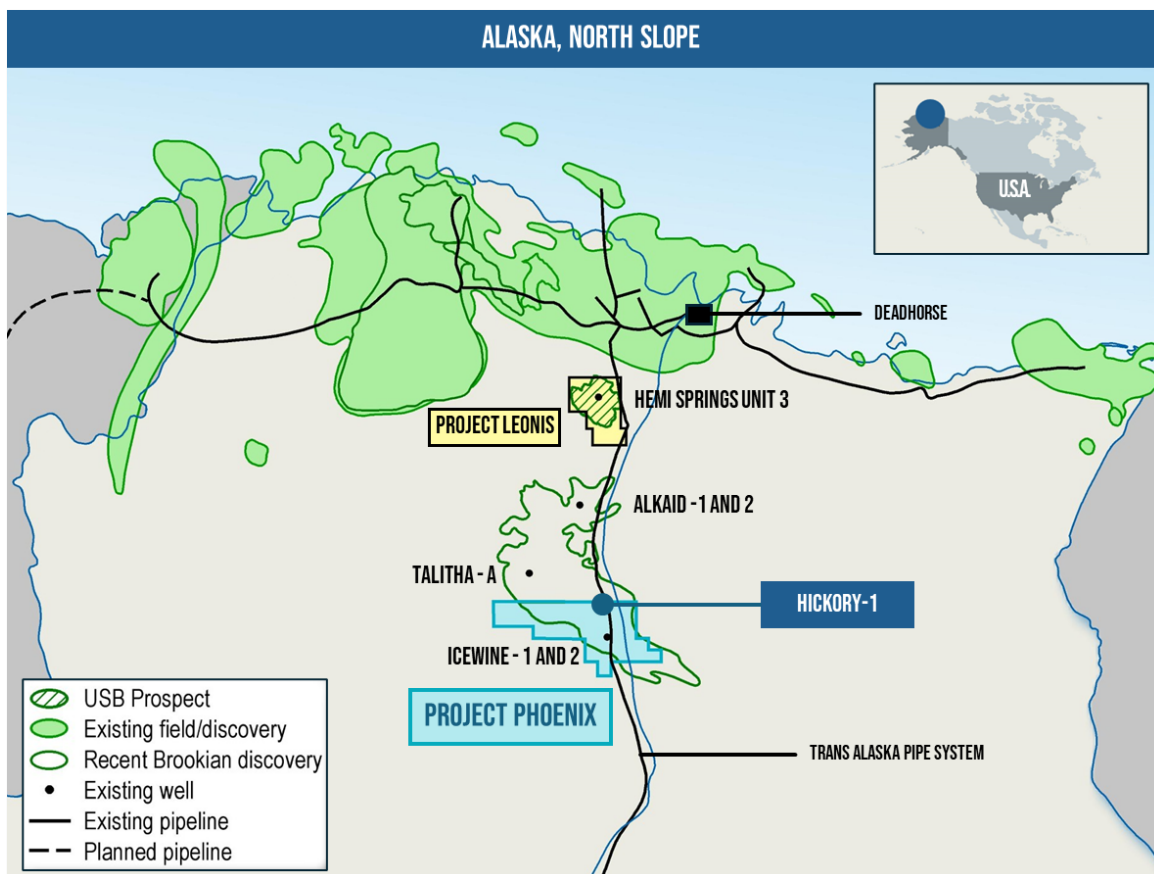 ALASKA, NORTH SLOPE
U.S.A.
DEADHORSE
HEMI SPRINGS UNIT 3
PROJECT LEONIS
ALKAID -1 AND 2
TALITHA - A
HICKORY-1
ICEWINE - 1 AND 2
PROJECT PHOENIX
TRANS ALASKA PIPE SYSTEM
USB Prospect
Existing field/discovery
Recent Brookian discovery
Existing well
Existing pipeline
Planned pipeline